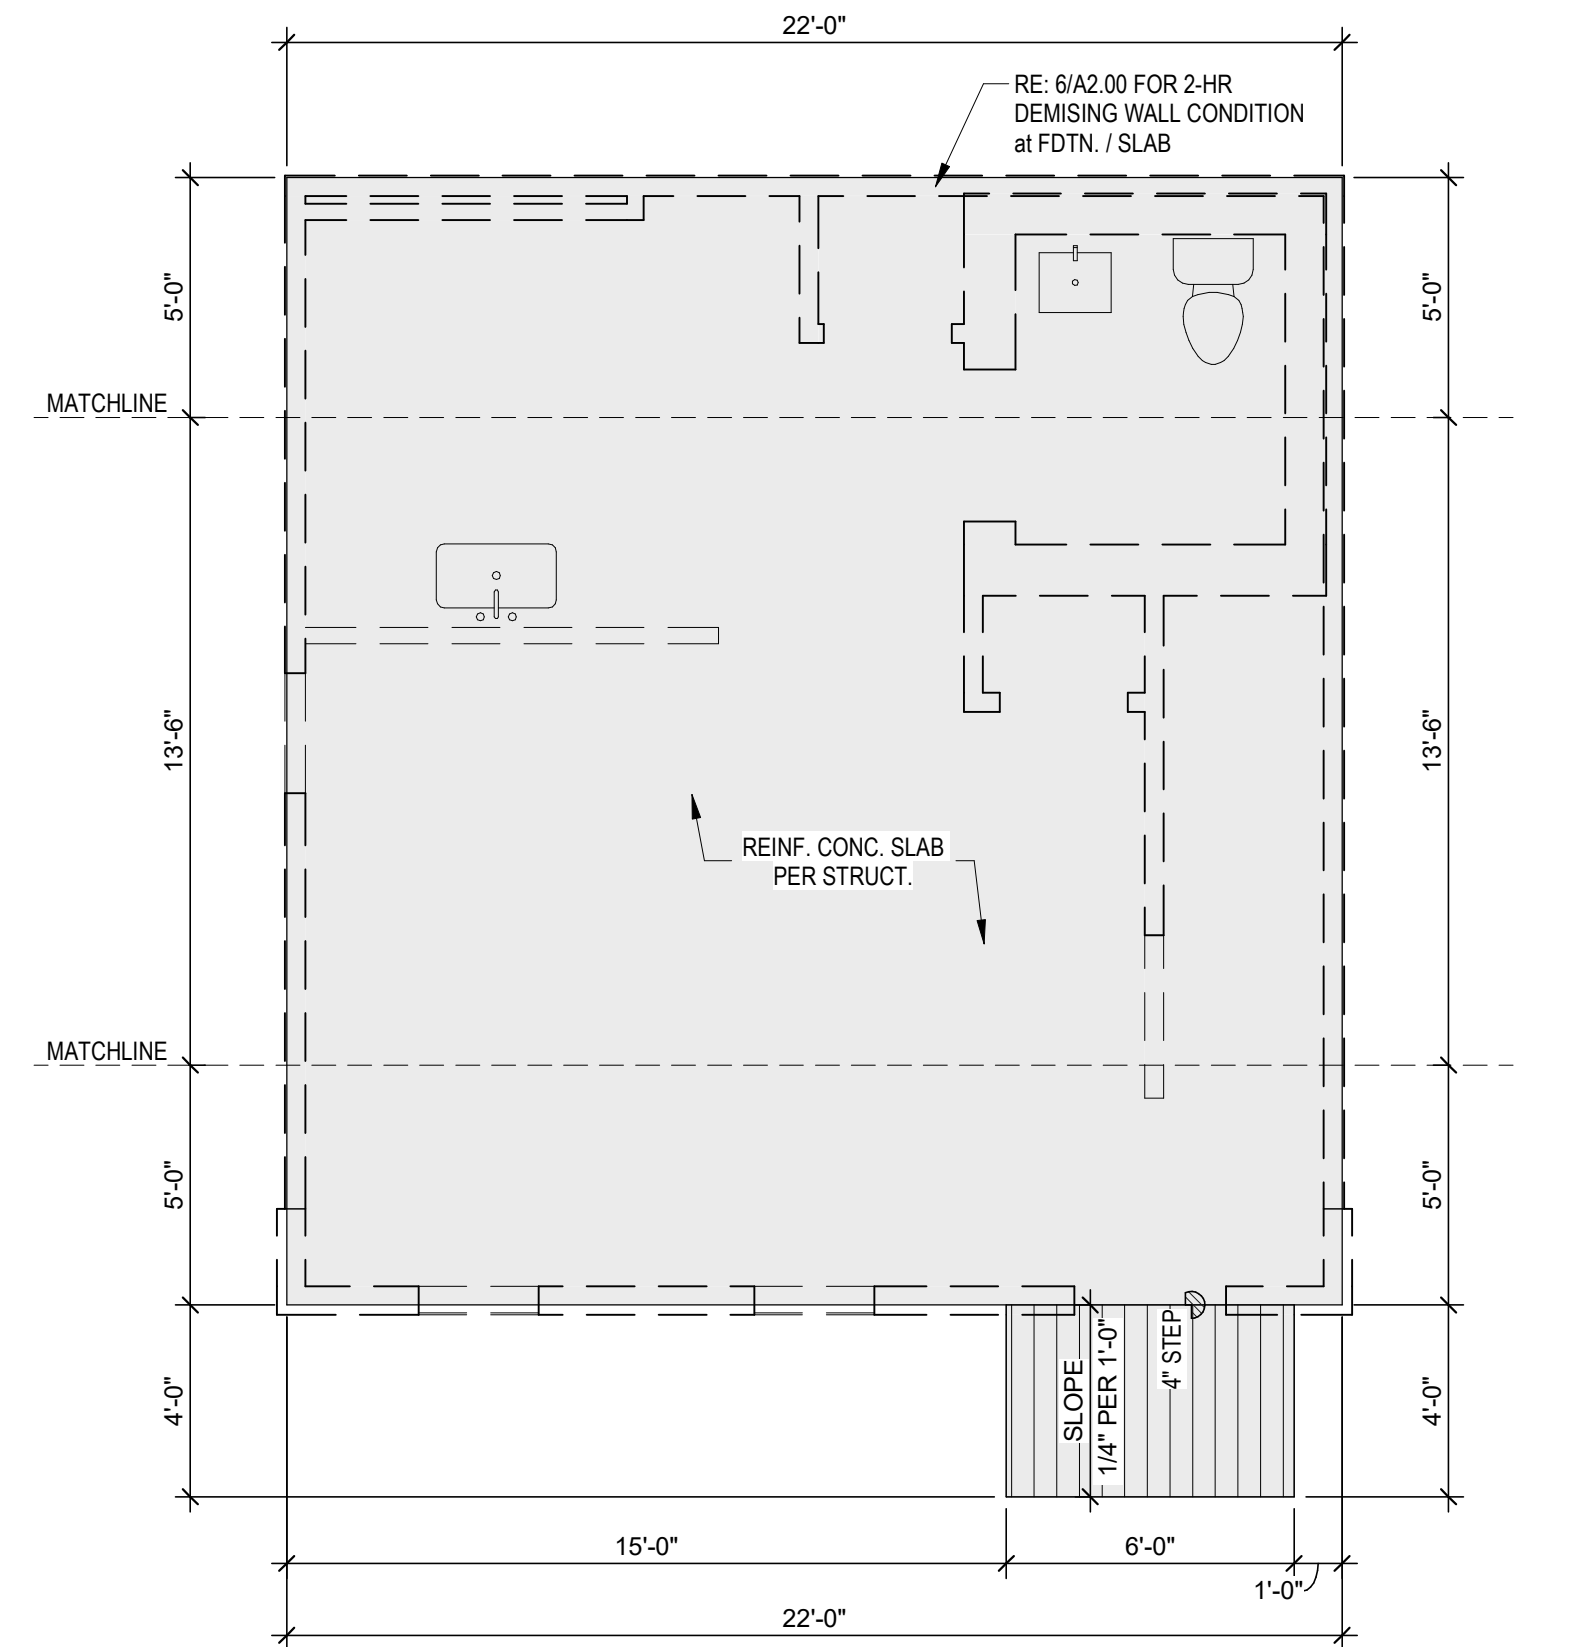 22'-0"
RE: 6/A2.00 FOR 2-HR
DEMISING WALL CONDITION
at FDTN. / SLAB
5'-0"
5'-0"
MATCHLINE
13'-6"
13'-6"
REINF. CONC. SLAB
PER STRUCT.
MATCHLINE
5'-0"
5'-0"
4'-0"
SLOPE
1/4" PER 1'-0"
4" STEP
4'-0"
15'-0"
6'-0"
1'-0"
22'-0"